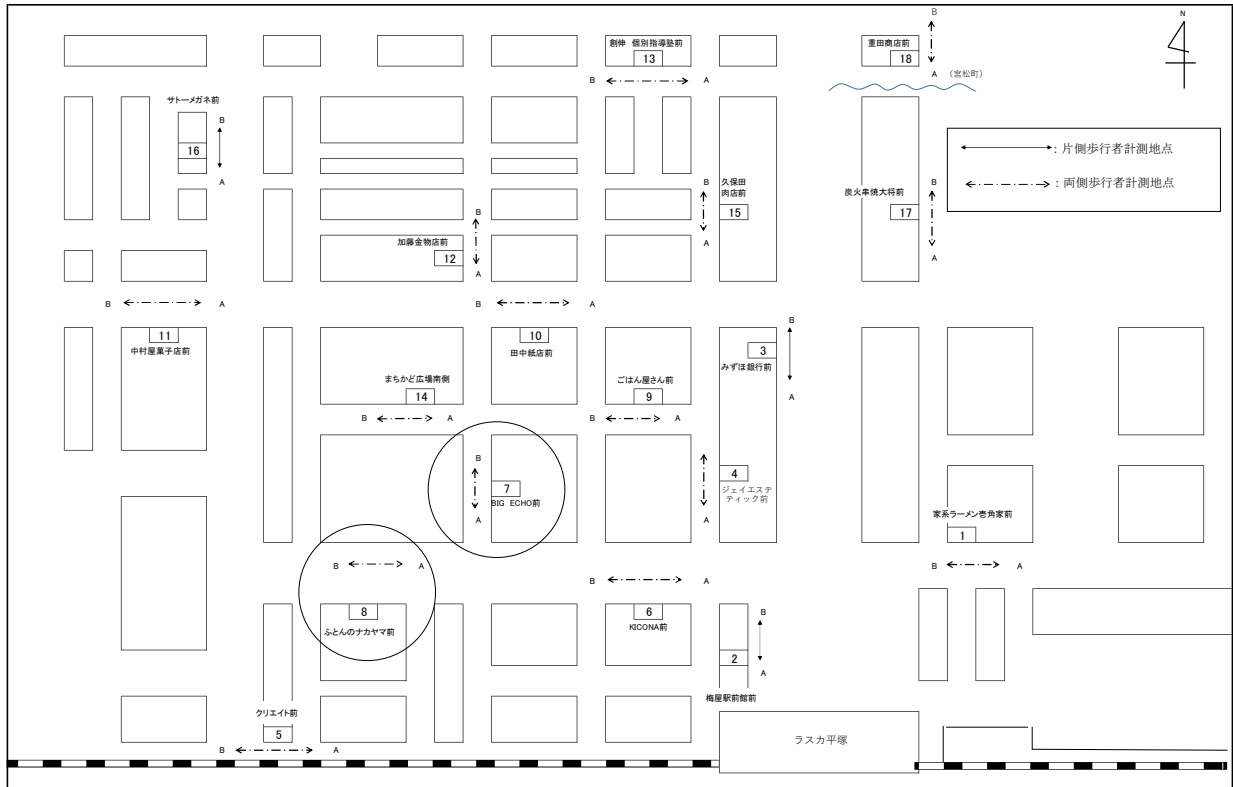 B
N
創伸 個別指導塾前
13
B
A
重田商店前
18
A
(宮松町)
サトーメガネ前
B
16
A
: 片側歩行者計測地点
: 両側歩行者計測地点
久保田
肉店前
B
15
A
炭火串焼大将前
B
17
A
加藤金物店前
B
12
A
B
A
B
A
11
中村屋菓子店前
10
田中紙店前
B
3
みずほ銀行前
A
まちかど広場南側
14
B
A
ごはん屋さん前
9
B
A
B
7
BIG ECHO前
A
4
ジェイエステ
ティック前
家系ラーメン壱角家前
1
B
A
B
A
8
ふとんのナカヤマ前
B
A
6
KICONA前
B
2
A
梅屋駅前館前
クリエイト前
5
B
A
ラスカ平塚